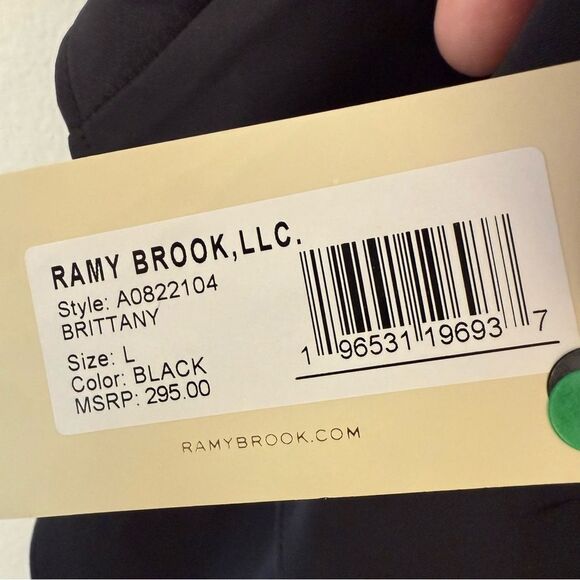 RAMY BROOK,LLC.
Style: A0822104
BRITTANY
Size: L
Color: BLACK
MSRP: 295.00
1 96531 19693 7
RAMYBROOK.COM